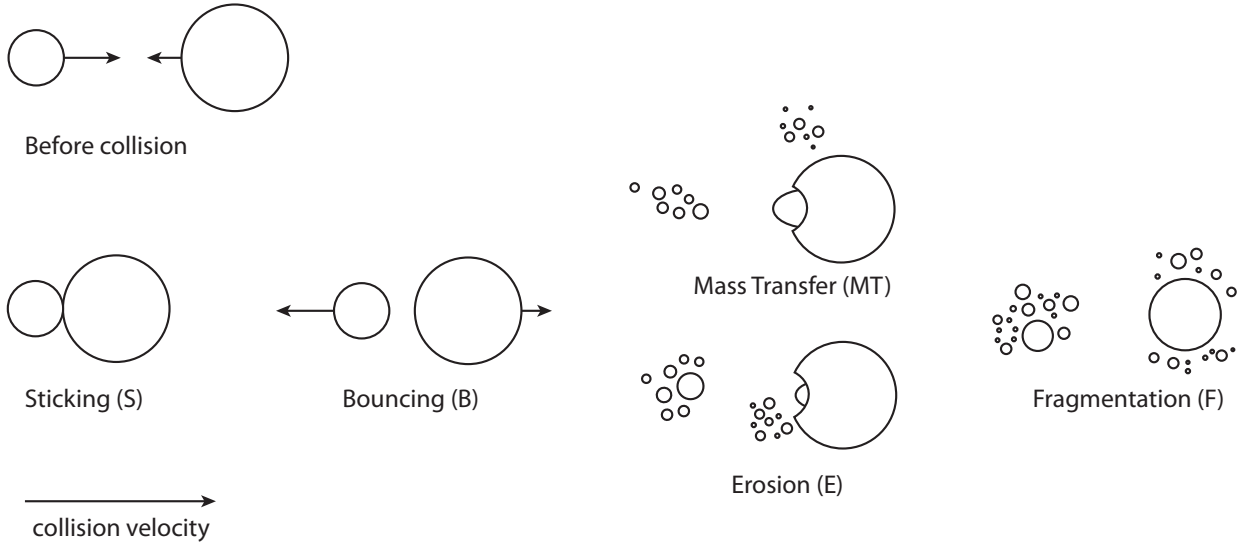 Before collision
Mass Transfer (MT)
Sticking (S)
Bouncing (B)
Fragmentation (F)
Erosion (E)
collision velocity